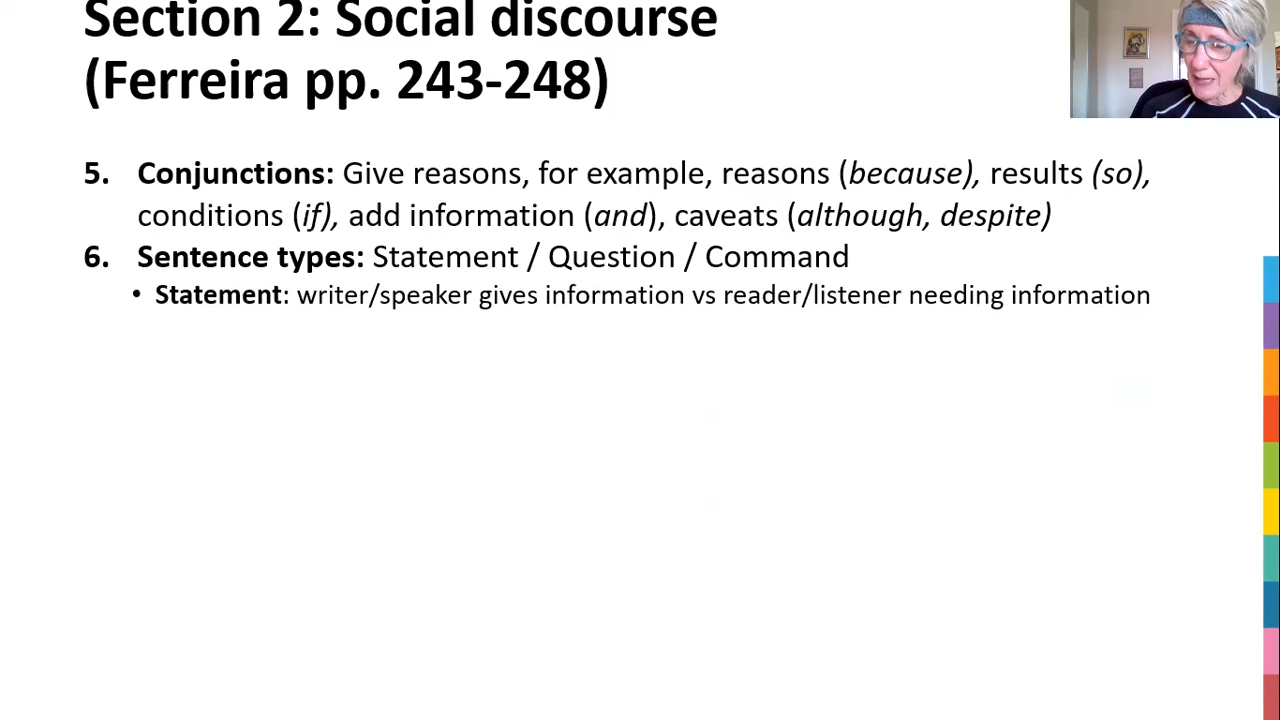 Section 2: Social discourse
(Ferreira pp. 243-248)
5. Conjunctions: Give reasons, for example, reasons (because), results (so),
conditions (if), add information (and), caveats (although, despite)
6. Sentence types: Statement / Question / Command
• Statement: writer/speaker gives information vs reader/listener needing information